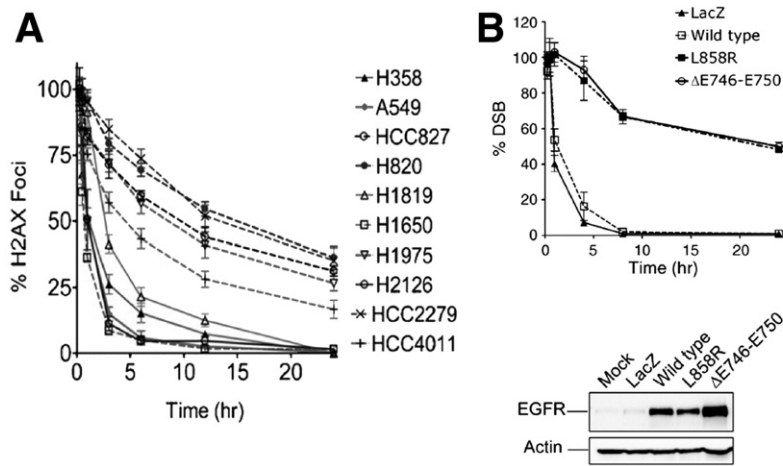 A
% H2AX Foci
100
75
50
25
0
0 5 10 15 20
Time (hr)
H358
A549
HCC827
H820
H1819
H1650
H1975
H2126
HCC2279
HCC4011
B
LacZ
Wild type
L858R
ΔE746-E750
% DSB
120
100
80
60
40
20
0
0 5 10 15 20
Time (hr)
Mock
LacZ
Wild type
L858R
ΔE746-E750
EGFR
Actin